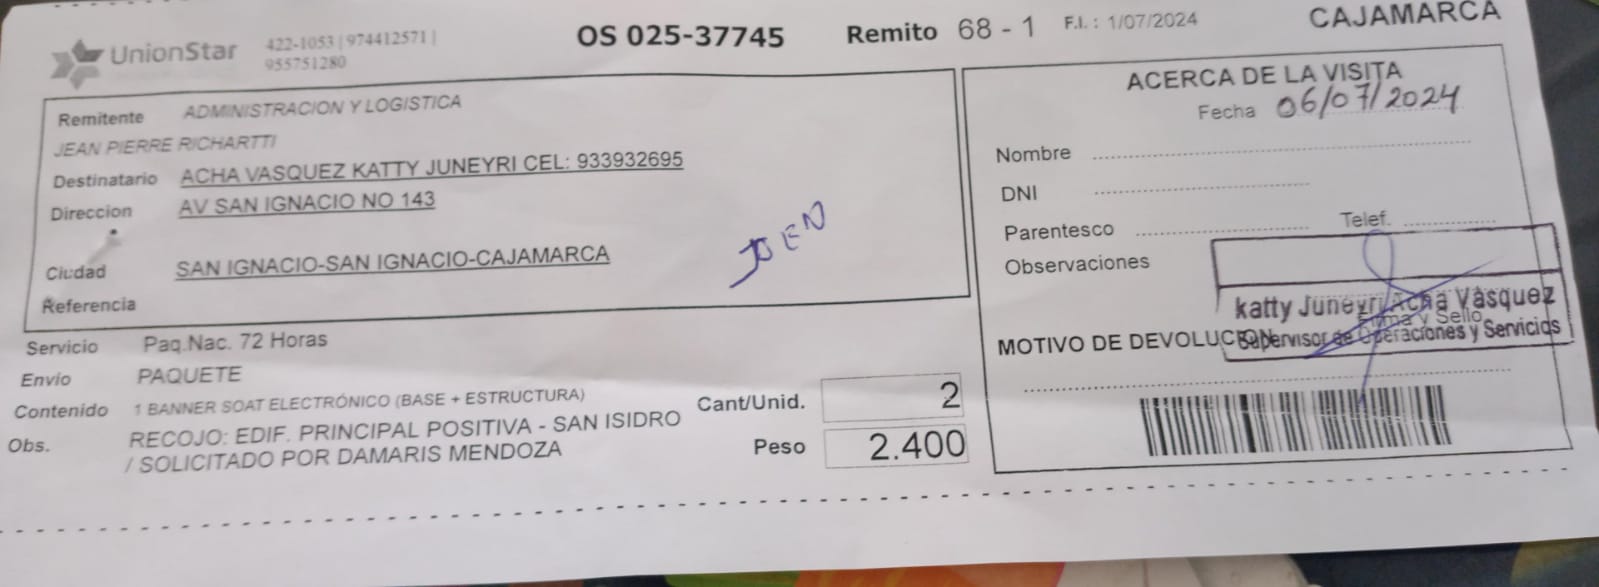 UnionStar
422-1053 | 974412571 |
955751280
OS 025-37745
Remito 68 - 1
F.I. : 1/07/2024
CAJAMARCA
Remitente ADMINISTRACION Y LOGISTICA
JEAN PIERRE RICHARTTI
Destinatario ACHA VASQUEZ KATTY JUNEYRI CEL: 933932695
Direccion AV SAN IGNACIO NO 143
Ciudad SAN IGNACIO-SAN IGNACIO-CAJAMARCA
Referencia
Servicio Paq.Nac. 72 Horas
Envio PAQUETE
Contenido 1 BANNER SOAT ELECTRÓNICO (BASE + ESTRUCTURA)
Obs. RECOJO: EDIF. PRINCIPAL POSITIVA - SAN ISIDRO
/ SOLICITADO POR DAMARIS MENDOZA
Cant/Unid. 2
Peso 2.400
ACERCA DE LA VISITA
Fecha 06/07/2024
Nombre
DNI
Parentesco Telef.
Observaciones
katty Juneyri Acha Vàsquez
Firma y Sello
Supervisor de Operaciones y Servicios
MOTIVO DE DEVOLUCION